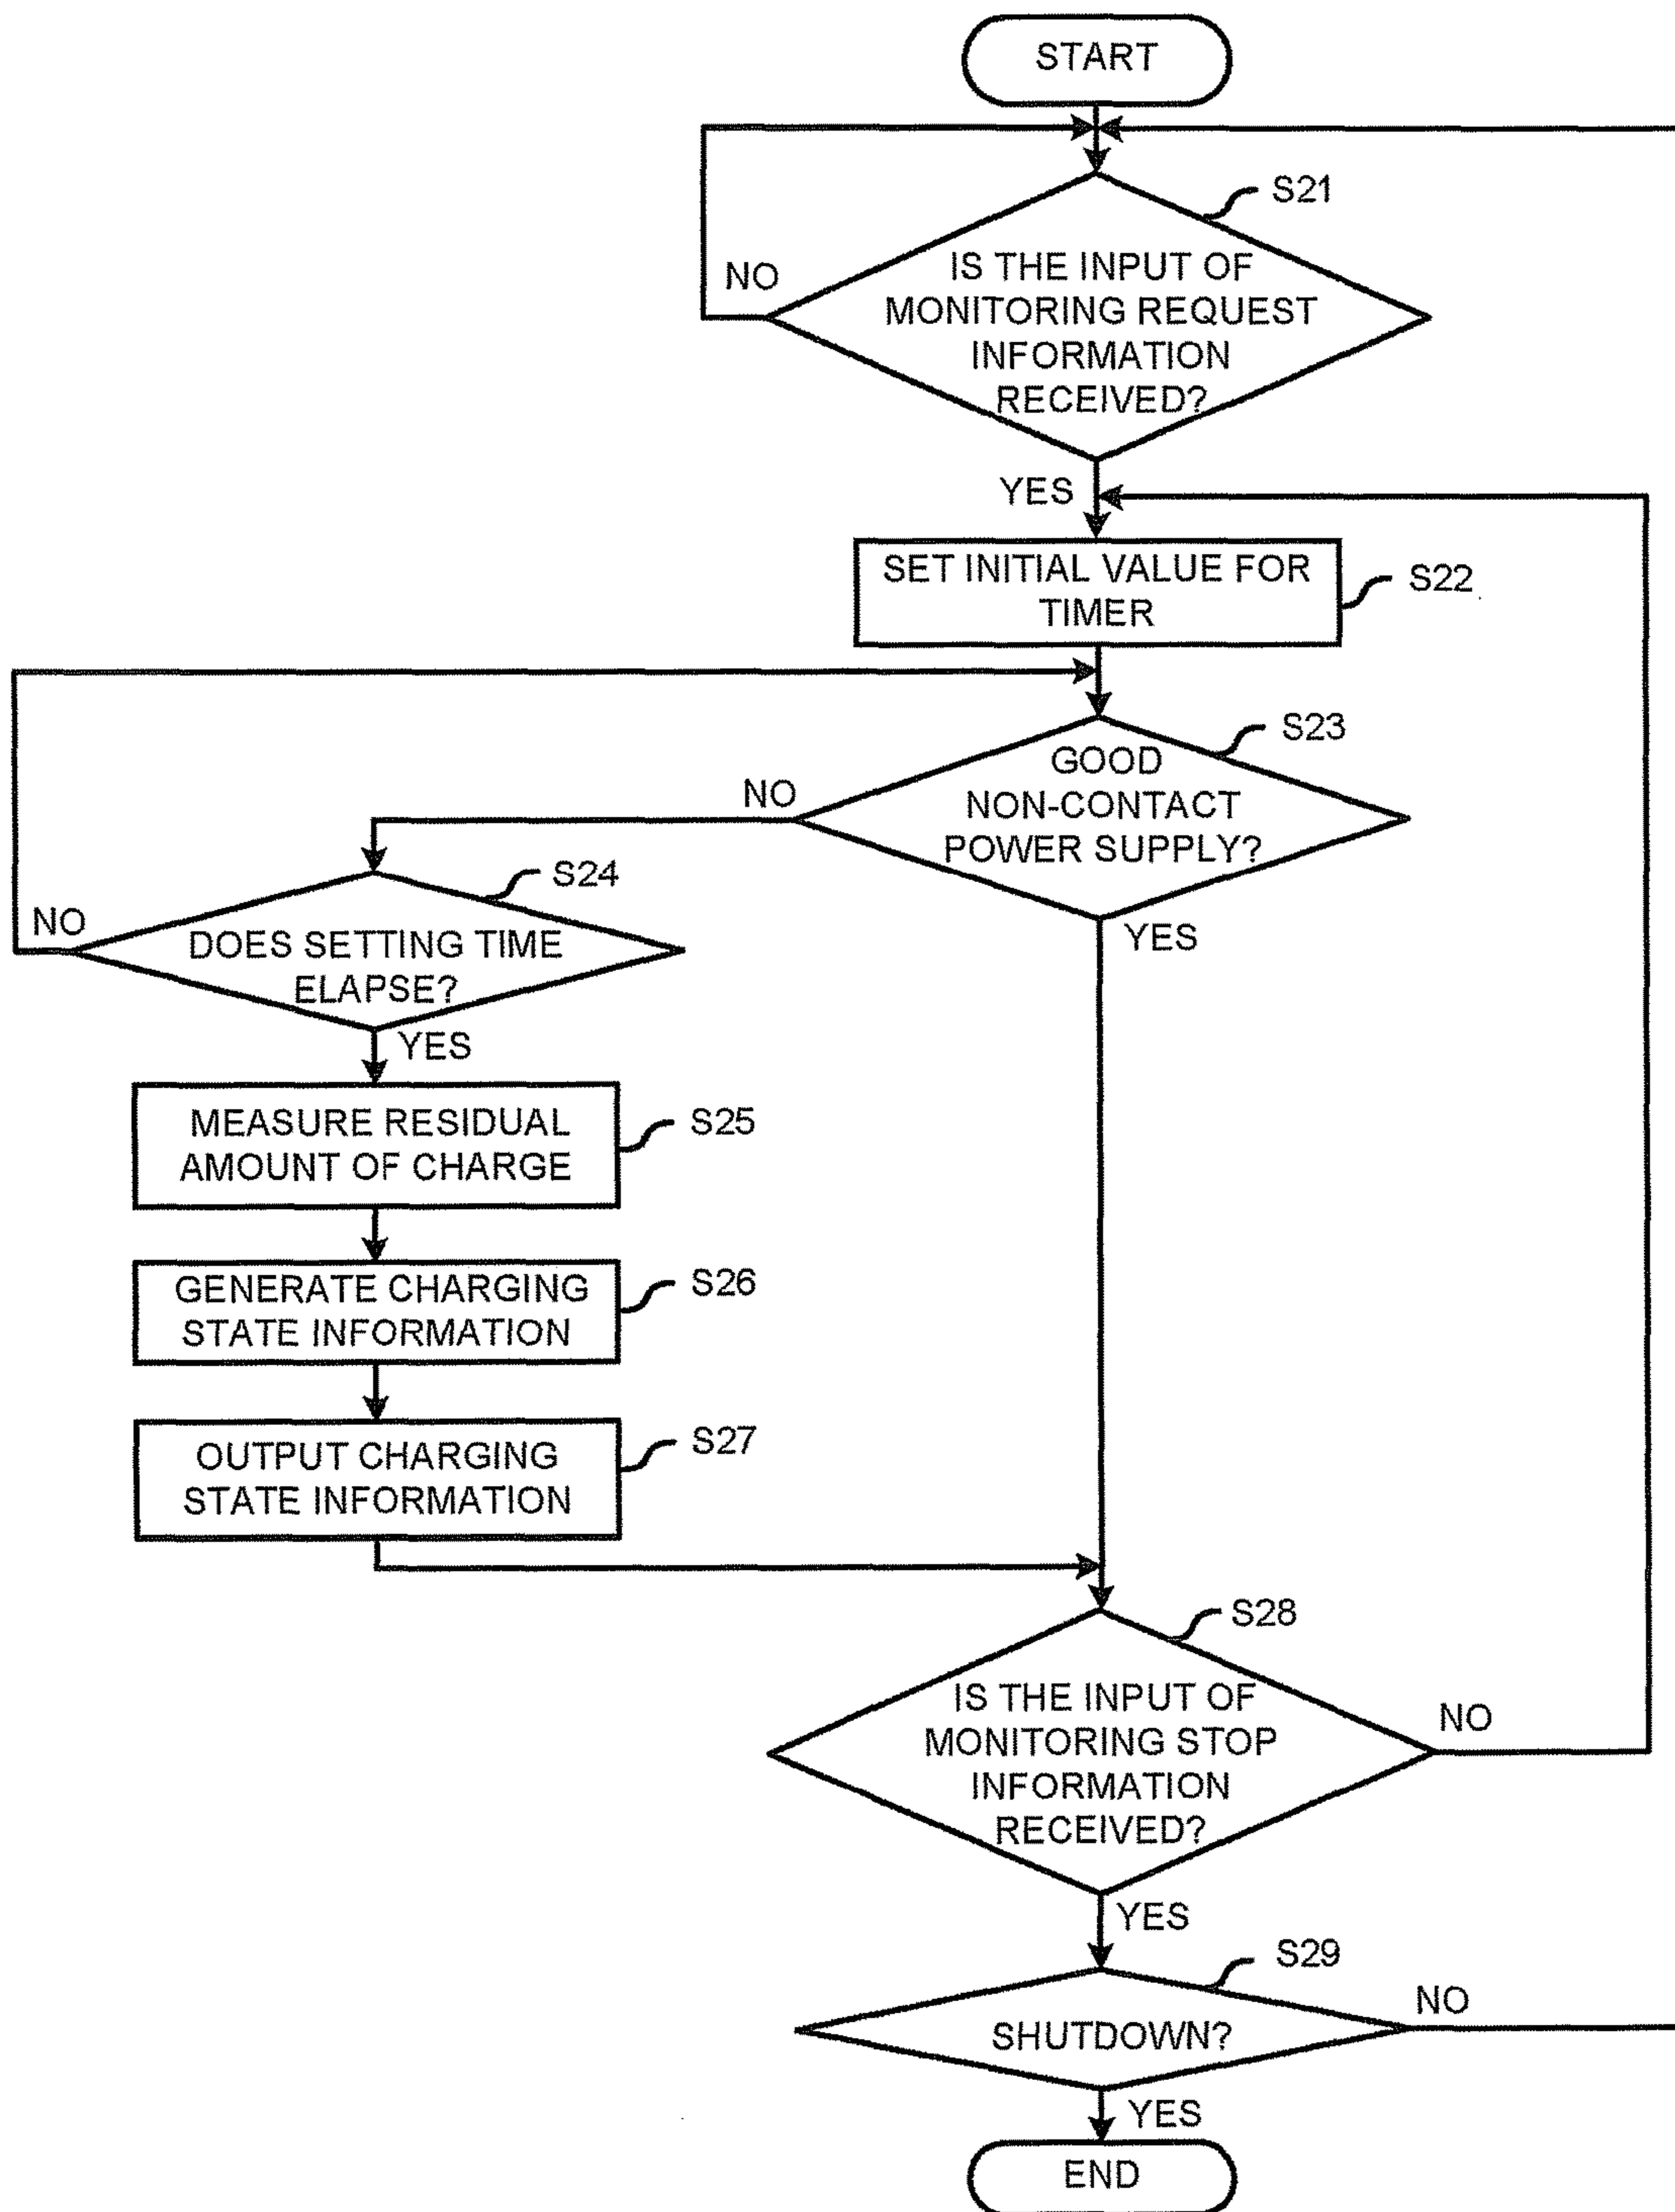 START
S21
NO
IS THE INPUT OF
MONITORING REQUEST
INFORMATION
RECEIVED?
YES
SET INITIAL VALUE FOR
TIMER
S22
S23
GOOD
NON-CONTACT
POWER SUPPLY?
NO
YES
S24
NO
DOES SETTING TIME
ELAPSE?
YES
MEASURE RESIDUAL
AMOUNT OF CHARGE
S25
GENERATE CHARGING
STATE INFORMATION
S26
OUTPUT CHARGING
STATE INFORMATION
S27
S28
IS THE INPUT OF
MONITORING STOP
INFORMATION
RECEIVED?
NO
YES
S29
SHUTDOWN?
NO
YES
END